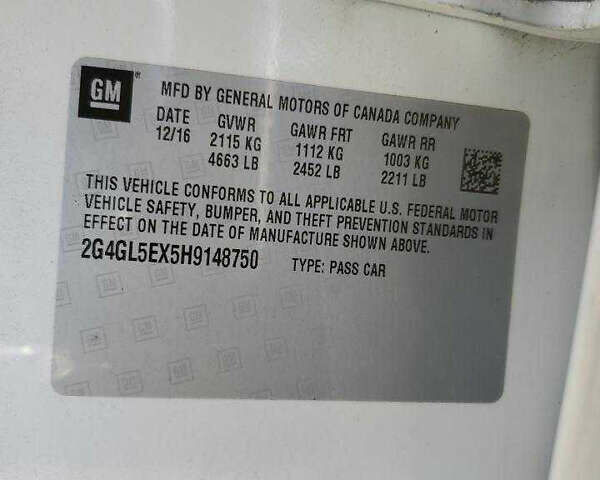 GM
MFD BY GENERAL MOTORS OF CANADA COMPANY
DATE GVWR GAWR FRT GAWR RR
12/16 2115 KG 1112 KG 1003 KG
4663 LB 2452 LB 2211 LB
THIS VEHICLE CONFORMS TO ALL APPLICABLE U.S. FEDERAL MOTOR
VEHICLE SAFETY, BUMPER, AND THEFT PREVENTION STANDARDS IN
EFFECT ON THE DATE OF MANUFACTURE SHOWN ABOVE.
2G4GL5EX5H9148750 TYPE: PASS CAR